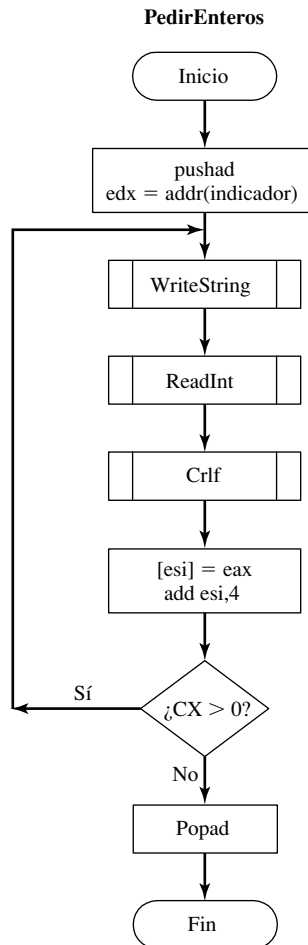 PedirEnteros
Inicio
pushad
edx = addr(indicador)
WriteString
ReadInt
Crlf
[esi] = eax
add esi,4
Sí
¿CX > 0?
No
Popad
Fin